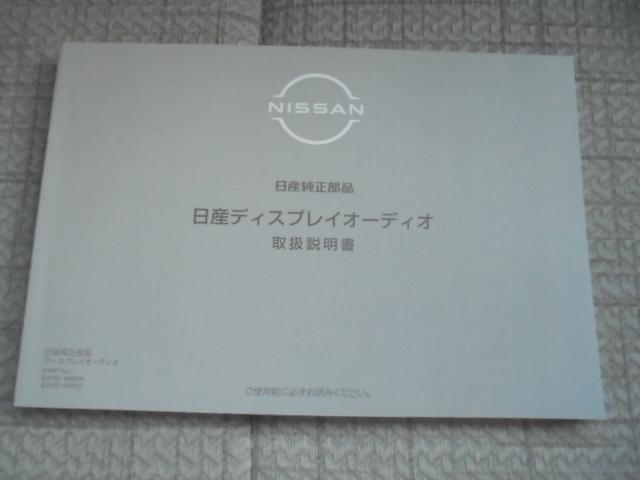 NISSAN
日産純正部品
日産ディスプレイオーディオ
取扱説明書
日産純正部品
ディスプレイオーディオ
PART No.
ご使用前に必ずお読みください。